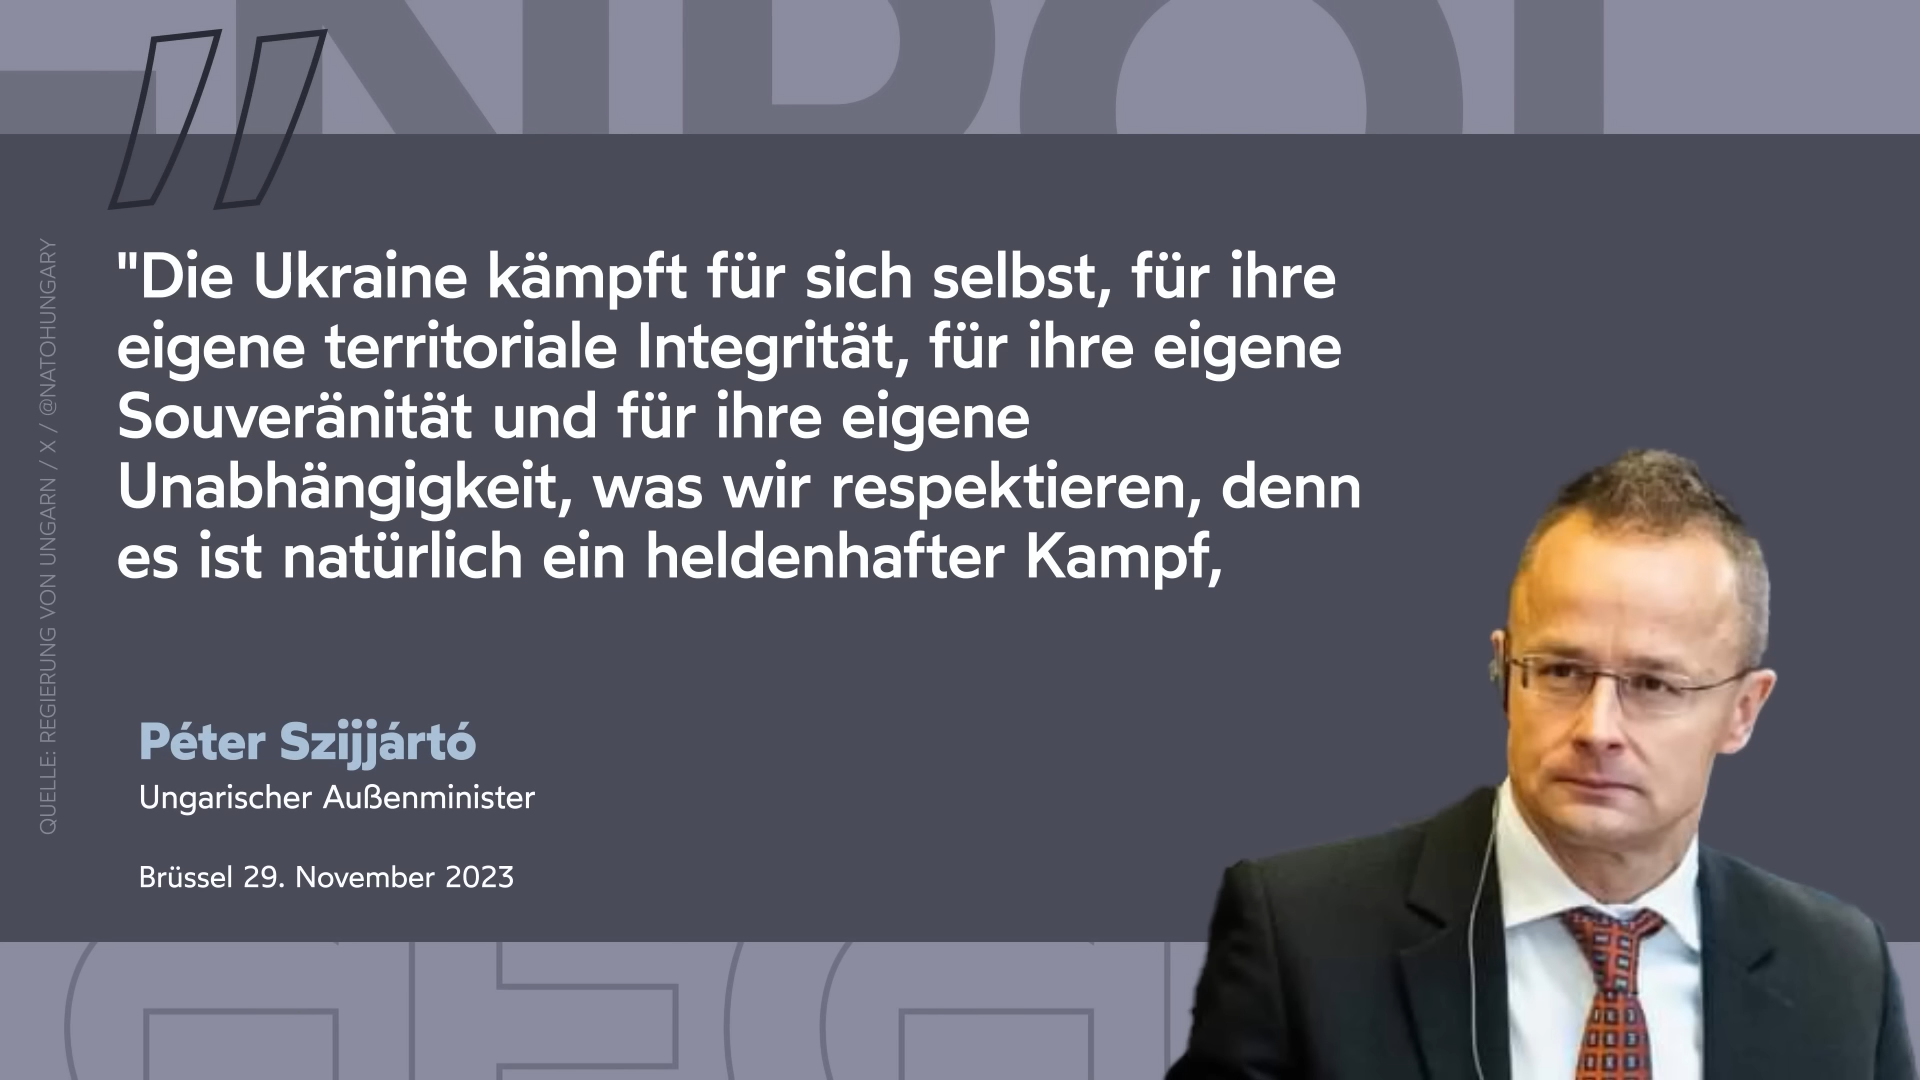 "Die Ukraine kämpft für sich selbst, für ihre
eigene territoriale Integrität, für ihre eigene
Souveränität und für ihre eigene
Unabhängigkeit, was wir respektieren, denn
es ist natürlich ein heldenhafter Kampf,
Péter Szijjártó
Ungarischer Außenminister
Brüssel 29. November 2023
QUELLE: REGIERUNG VON UNGARN / X / @NATOHUNGARY